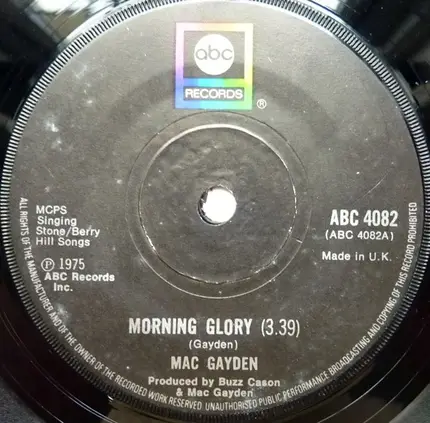 abc
RECORDS
®
MCPS
Singing
Stone/Berry
Hill Songs
℗ 1975
ABC Records
Inc.
ABC 4082
(ABC 4082A)
Made in U.K.
MORNING GLORY (3.39)
(Gayden)
MAC GAYDEN
Produced by Buzz Cason
& Mac Gayden
ALL RIGHTS OF THE MANUFACTURER AND OF THE OWNER OF THE RECORDED WORK RESERVED. UNAUTHORISED PUBLIC PERFORMANCE BROADCASTING AND COPYING OF THIS RECORD PROHIBITED